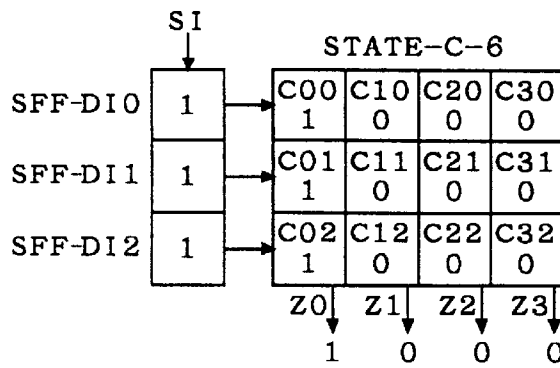 SI
STATE-C-6
SFF-DI0 1 C00 C10 C20 C30
1 0 0 0
SFF-DI1 1 C01 C11 C21 C31
1 0 0 0
SFF-DI2 1 C02 C12 C22 C32
1 0 0 0
Z0 Z1 Z2 Z3
1 0 0 0